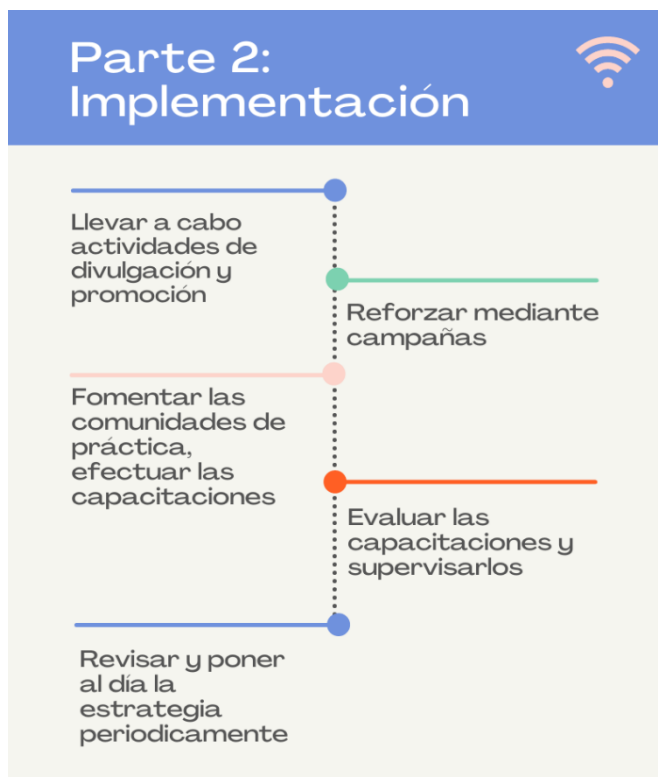 Parte 2:
Implementación
Llevar a cabo
actividades de
divulgación y
promoción
Reforzar mediante
campañas
Fomentar las
comunidades de
práctica,
efectuar las
capacitaciones
Evaluar las
capacitaciones y
supervisarlos
Revisar y poner
al día la
estrategia
periodicamente